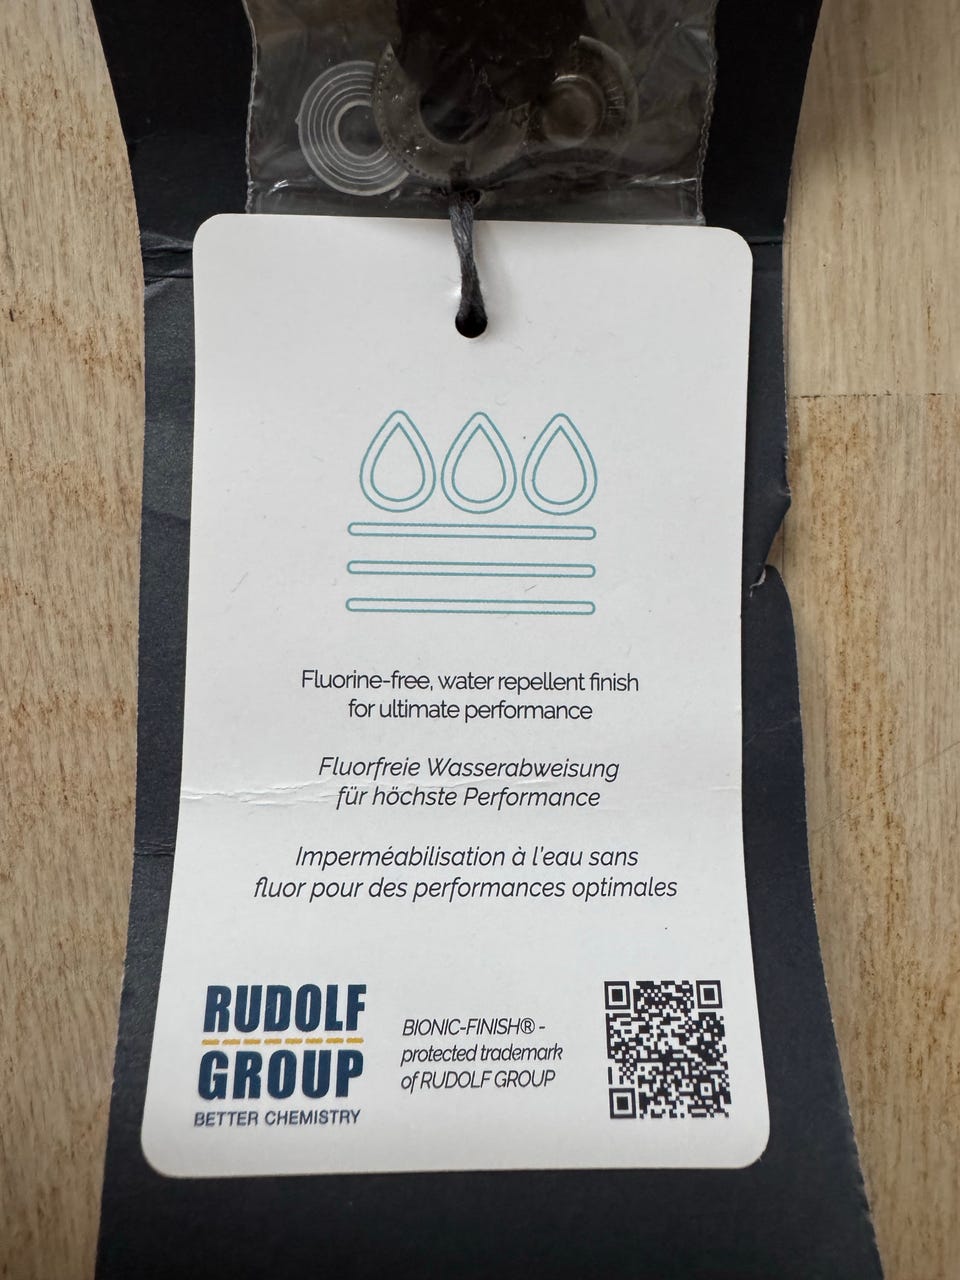 Fluorine-free, water repellent finish
for ultimate performance
Fluorfreie Wasserabweisung
für höchste Performance
Imperméabilisation à l'eau sans
fluor pour des performances optimales
RUDOLF
GROUP
BETTER CHEMISTRY
BIONIC-FINISH® -
protected trademark
of RUDOLF GROUP